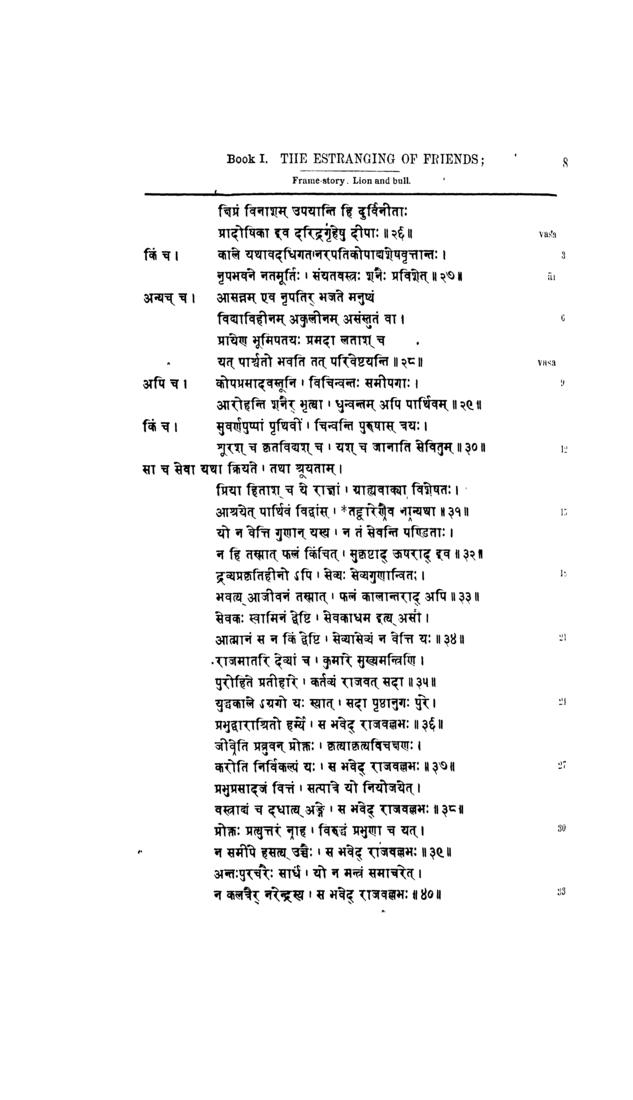 Book I. THE ESTRANGING OF FRIENDS; 8
Frame-story. Lion and bull.
क्षिप्रं विनाशम् उपयान्ति हि दुर्विनीताः
प्रादोषिका इव दरिद्रगृहेषु दीपाः ॥ २६ ॥ vasa
किं च । काले यथावदधिगतनरपतिकोपाद्यशेषवृत्तान्तः । 3
नृपभवने नतमूर्तिः । संयतवस्त्रः शनैः प्रविशेत् ॥ २७ ॥ ār
अन्यच् च । आसन्नम् एव नृपतिर् भजते मनुष्यं
विद्याविहीनम् अकुलीनम् असंस्तुतं वा । 6
प्रायेण भूमिपतयः प्रमदा लताश् च
यत् पार्श्वतो भवति तत् परिवेष्टयन्ति ॥ २८ ॥ vasa
अपि च । कोपप्रसादवस्तूनि । विचिन्वन्तः समीपगाः । 9
आरोहन्ति शनैर् भृत्या । धुन्वन्तम् अपि पार्थिवम् ॥ २९ ॥
किं च । सुवर्णपुष्पां पृथिवीं । चिन्वन्ति पुरुषास् त्रयः ।
शूरश् च कृतविद्यश् च । यश् च जानाति सेवितुम् ॥ ३० ॥ 12
सा च सेवा यथा क्रियते । तथा श्रूयताम् ।
प्रिया हिताश् च ये राज्ञां । ग्राह्यवाक्या विशेषतः ।
आश्रयेत् पार्थिवं विद्वांस् । *तद्द्वारेणैव नान्यथा ॥ ३१ ॥ 15
यो न वेत्ति गुणान् यस्य । न तं सेवन्ति पण्डिताः ।
न हि तस्मात् फलं किंचित् । सुकृष्टाद् ऊषराद् इव ॥ ३२ ॥
द्रव्यप्रकृतिहीनो ऽपि । सेव्यः सेव्यगुणान्वितः । 18
भवत्य् आजीवनं तस्मात् । फलं कालान्तराद् अपि ॥ ३३ ॥
सेवकः स्वामिनं द्वेष्टि । सेवकाधम इत्य् असौ ।
आत्मानं स न किं द्वेष्टि । सेव्यासेव्यं न वेत्ति यः ॥ ३४ ॥ 21
राजमातरि देव्यां च । कुमारे मुख्यमन्त्रिणि ।
पुरोहिते प्रतीहारे । कर्तव्यं राजवत् सदा ॥ ३५ ॥
युद्धकाले ऽग्रगो यः स्यात् । सदा पृष्ठानुगः पुरे । 24
प्रभुद्वाराश्रितो हर्म्ये । स भवेद् राजवल्लभः ॥ ३६ ॥
जीवेति प्रब्रुवन् प्रोक्तः । कृत्याकृत्यविचक्षणः ।
करोति निर्विकल्पं यः । स भवेद् राजवल्लभः ॥ ३७ ॥ 27
प्रभुप्रसादजं वित्तं । सत्पात्रे यो नियोजयेत् ।
वस्त्राद्यं च दधात्य् अङ्गे । स भवेद् राजवल्लभः ॥ ३८ ॥
प्रोक्तः प्रत्युत्तरं नाह । विरुद्धं प्रभुणा च यत् । 30
न समीपे हसत्य् उच्चैः । स भवेद् राजवल्लभः ॥ ३९ ॥
अन्तःपुरचरैः सार्धं । यो न मन्त्रं समाचरेत् ।
न कलत्रैर् नरेन्द्रस्य । स भवेद् राजवल्लभः ॥ ४० ॥ 33